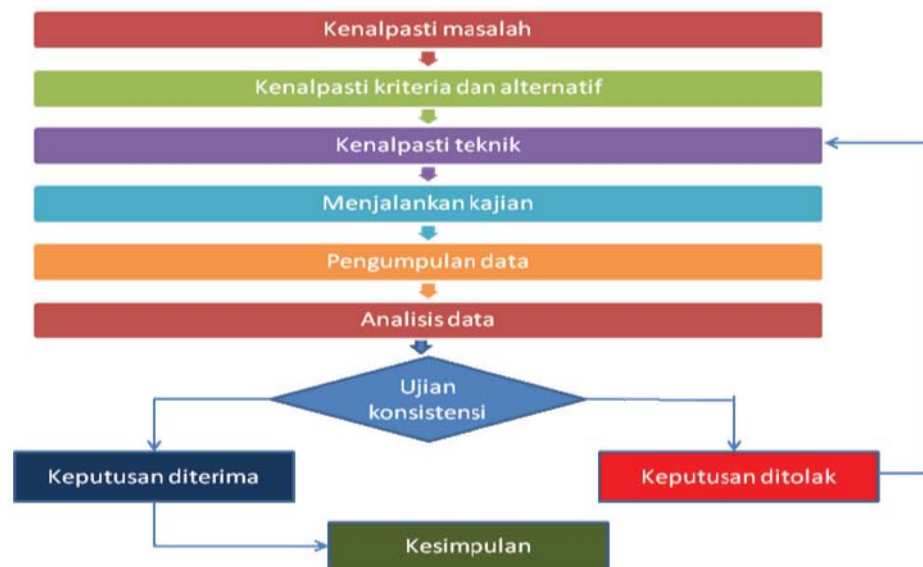 Kenalpasti masalah
Kenalpasti kriteria dan alternatif
Kenalpasti teknik
Menjalankan kajian
Pengumpulan data
Analisis data
Ujian
konsistensi
Keputusan diterima
Keputusan ditolak
Kesimpulan